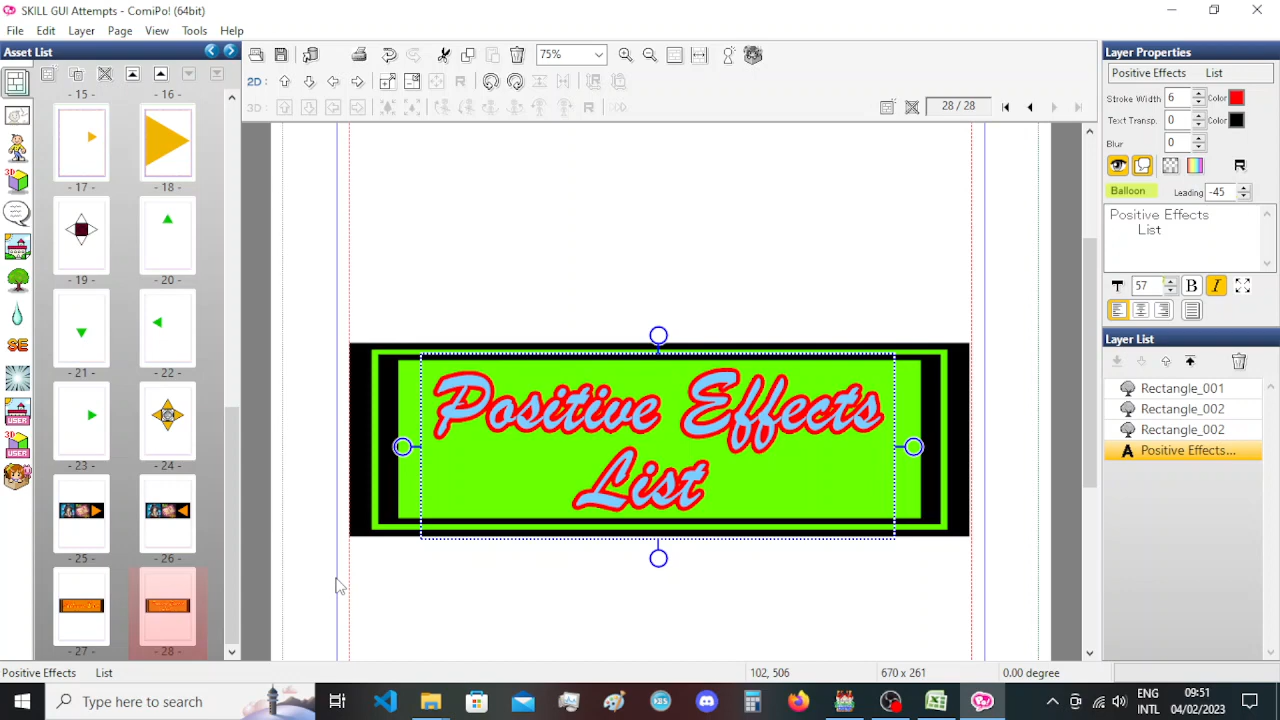 SKILL GUI Attempts - ComiPo! (64bit)
File Edit Layer Page View Tools Help
Asset List
75%
2D:
3D:
28 / 28
- 15 - - 16 -
- 17 - - 18 -
- 19 - - 20 -
- 21 - - 22 -
- 23 - - 24 -
- 25 - - 26 -
- 27 - - 28 -
SE
USER
USER
Positive Effects
List
Layer Properties
Positive Effects List
Stroke Width 6 Color
Text Transp. 0 Color
Blur 0
Balloon Leading -45
Positive Effects
List
57 B I
Layer List
Rectangle_001
Rectangle_002
Rectangle_002
A Positive Effects...
Positive Effects List 102, 506 670 x 261 0.00 degree
Type here to search
ENG
INTL
09:51
04/02/2023